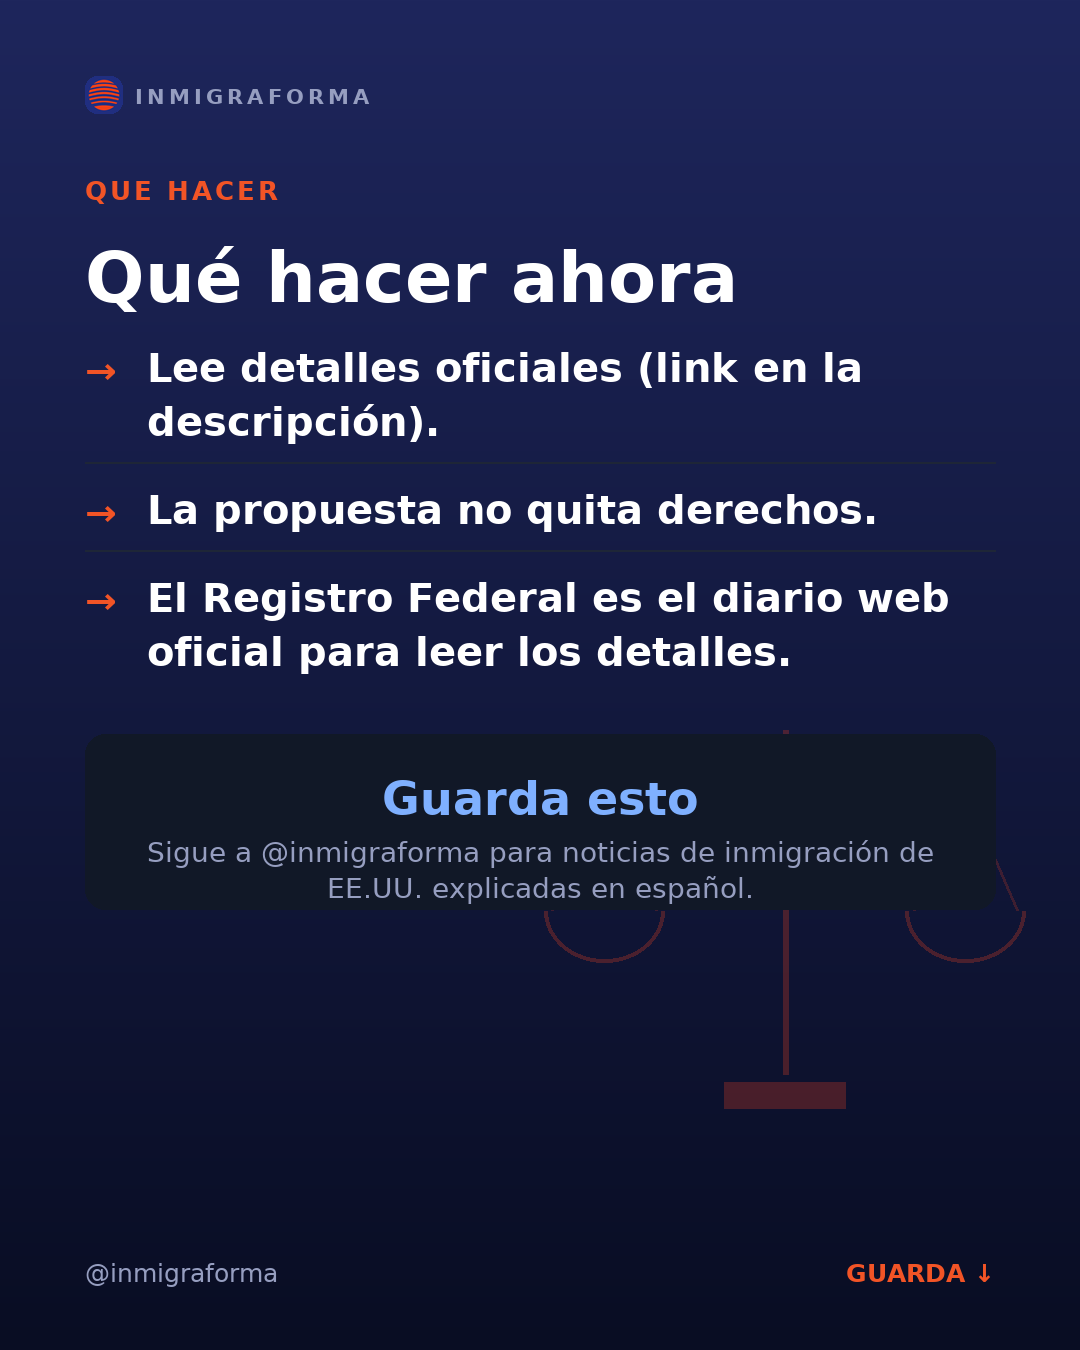 INMIGRAFORMA
QUE HACER
Qué hacer ahora
→ Lee detalles oficiales (link en la
descripción).
→ La propuesta no quita derechos.
→ El Registro Federal es el diario web
oficial para leer los detalles.
Guarda esto
Sigue a @inmigraforma para noticias de inmigración de
EE.UU. explicadas en español.
@inmigraforma
GUARDA ↓